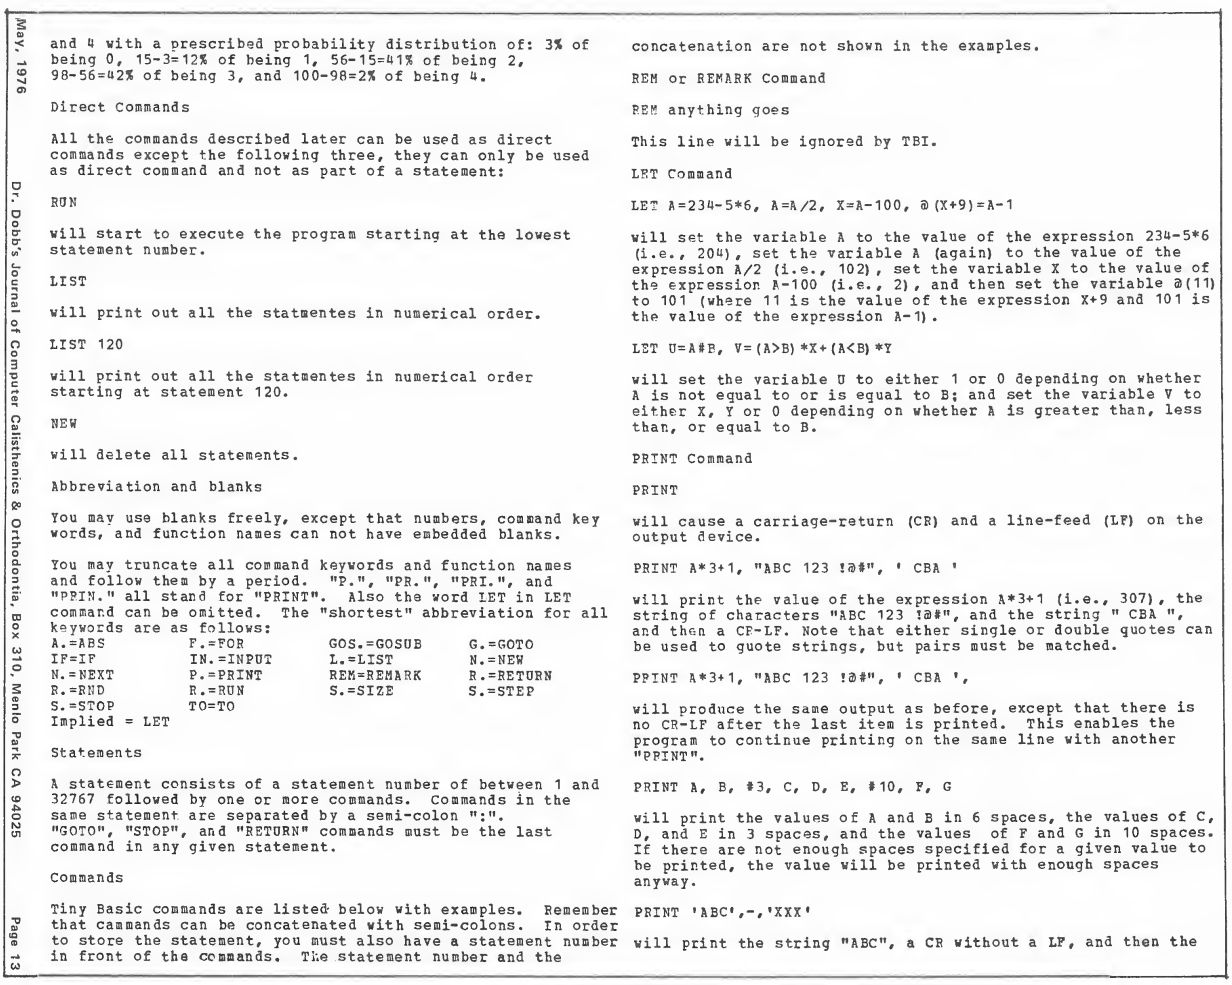 May, 1976
Dr. Dobb's Journal of Computer Calisthenics & Orthodontia, Box 310, Menlo Park CA 94025
Page 13
and 4 with a prescribed probability distribution of: 3% of
being 0, 15-3=12% of being 1, 56-15=41% of being 2,
98-56=42% of being 3, and 100-98=2% of being 4.
Direct Commands
All the commands described later can be used as direct
commands except the following three, they can only be used
as direct command and not as part of a statement:
RUN
will start to execute the program starting at the lowest
statement number.
LIST
will print out all the statmentes in numerical order.
LIST 120
will print out all the statmentes in numerical order
starting at statement 120.
NEW
will delete all statements.
Abbreviation and blanks
You may use blanks freely, except that numbers, command key
words, and function names can not have embedded blanks.
You may truncate all command keywords and function names
and follow them by a period.  "P.", "PR.", "PRI.", and
"PRIN." all stand for "PRINT".  Also the word LET in LET
command can be omitted.  The "shortest" abbreviation for all
keywords are as follows:
A.=ABS F.=FOR GOS.=GOSUB G.=GOTO
IF=IF IN.=INPUT L.=LIST N.=NEW
N.=NEXT P.=PRINT REM=REMARK R.=RETURN
R.=RND R.=RUN S.=SIZE S.=STEP
S.=STOP TO=TO
Implied = LET
Statements
A statement consists of a statement number of between 1 and
32767 followed by one or more commands.  Commands in the
same statement are separated by a semi-colon ";".
"GOTO", "STOP", and "RETURN" commands must be the last
command in any given statement.
Commands
Tiny Basic commands are listed below with examples.  Remember
that cammands can be concatenated with semi-colons.  In order
to store the statement, you must also have a statement number
in front of the commands.  The statement number and the
concatenation are not shown in the examples.
REM or REMARK Command
REM anything goes
This line will be ignored by TBI.
LET Command
LET A=234-5*6, A=A/2, X=A-100, @(X+9)=A-1
will set the variable A to the value of the expression 234-5*6
(i.e., 204), set the variable A (again) to the value of the
expression A/2 (i.e., 102), set the variable X to the value of
the expression A-100 (i.e., 2), and then set the variable @(11)
to 101 (where 11 is the value of the expression X+9 and 101 is
the value of the expression A-1).
LET U=A#B, V=(A>B)*X+(A<B)*Y
will set the variable U to either 1 or 0 depending on whether
A is not equal to or is equal to B; and set the variable V to
either X, Y or 0 depending on whether A is greater than, less
than, or equal to B.
PRINT Command
PRINT
will cause a carriage-return (CR) and a line-feed (LF) on the
output device.
PRINT A*3+1, "ABC 123 !@#", ' CBA '
will print the value of the expression A*3+1 (i.e., 307), the
string of characters "ABC 123 !@#", and the string " CBA ",
and then a CR-LF. Note that either single or double quotes can
be used to quote strings, but pairs must be matched.
PRINT A*3+1, "ABC 123 !@#", ' CBA ',
will produce the same output as before, except that there is
no CR-LF after the last item is printed.  This enables the
program to continue printing on the same line with another
"PRINT".
PRINT A, B, #3, C, D, E, #10, F, G
will print the values of A and B in 6 spaces, the values of C,
D, and E in 3 spaces, and the values  of F and G in 10 spaces.
If there are not enough spaces specified for a given value to
be printed, the value will be printed with enough spaces
anyway.
PRINT 'ABC',-,'XXX'
will print the string "ABC", a CR without a LF, and then the